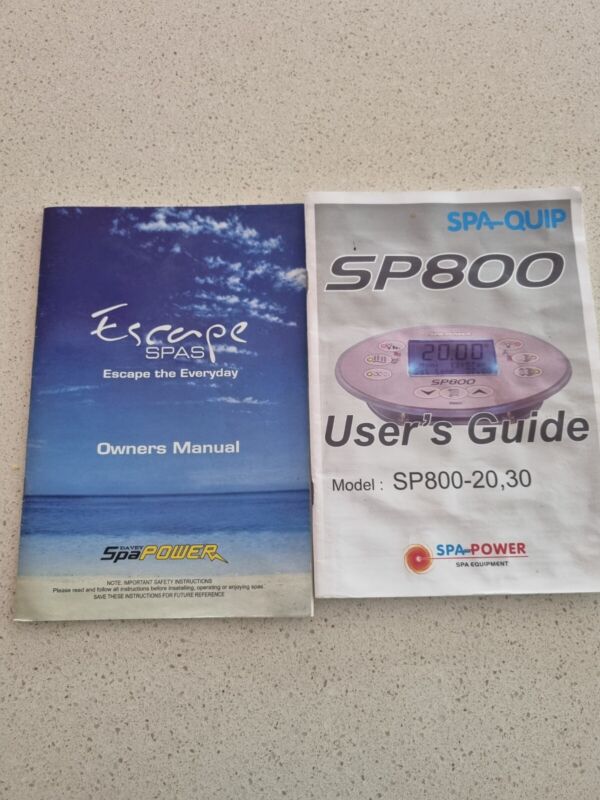 Escape
SPAS
Escape the Everyday
Owners Manual
DAVEY
SpaPOWER
NOTE: IMPORTANT SAFETY INSTRUCTIONS
Please read and follow all instructions before installing, operating or enjoying spas.
SAVE THESE INSTRUCTIONS FOR FUTURE REFERENCE
SPA-QUIP
SP800
20.00
SP800
User's Guide
Model : SP800-20,30
SPA-POWER
SPA EQUIPMENT